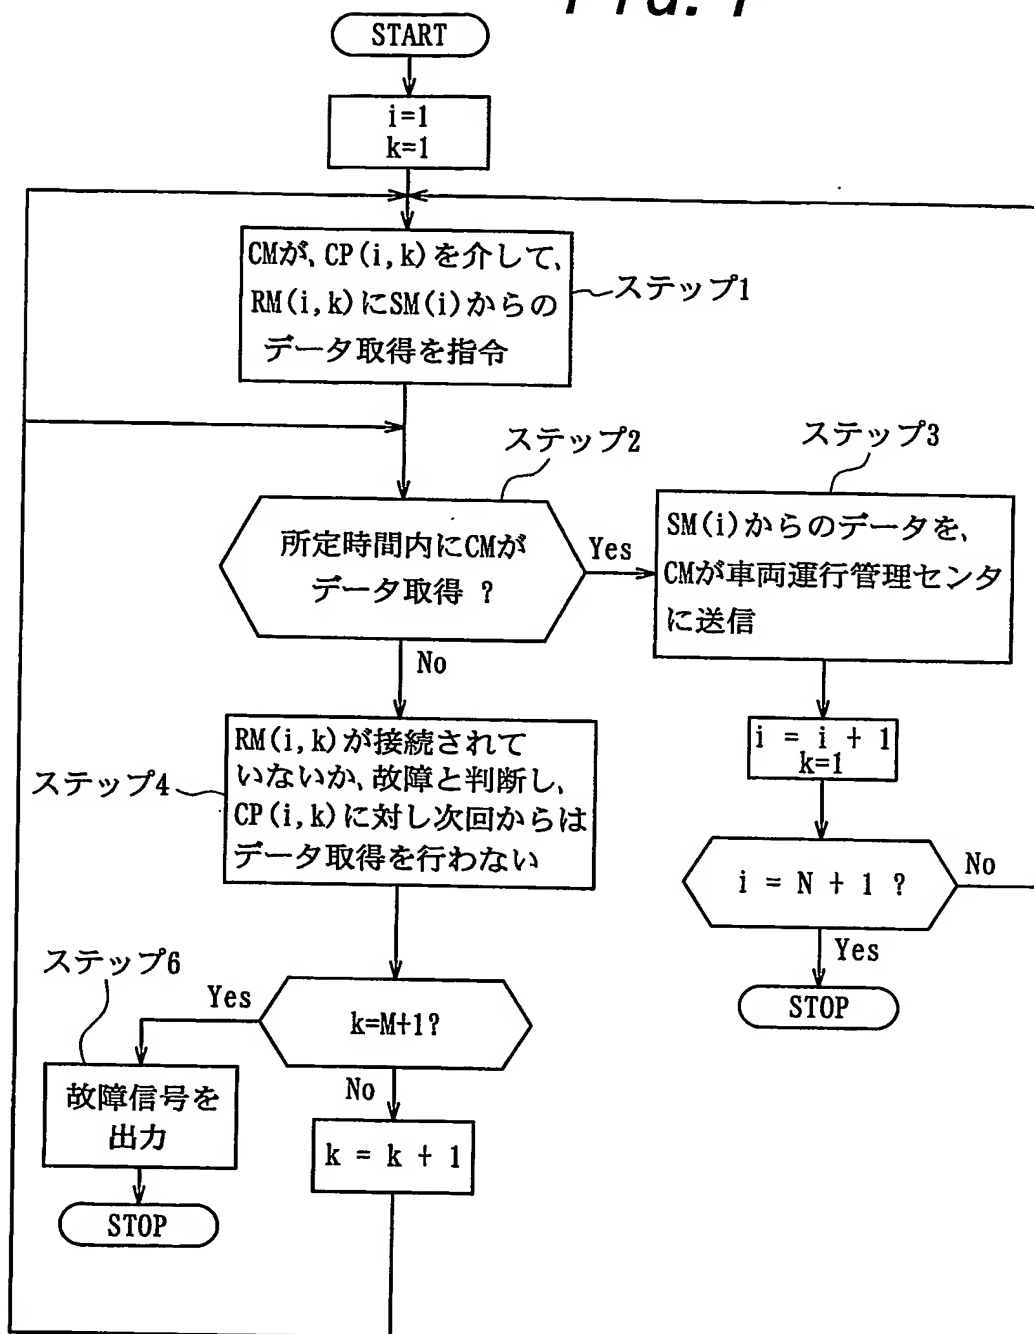 FIG. 7
START
i=1
k=1
CMが、CP(i,k)を介して、
RM(i,k)にSM(i)からの
データ取得を指令
ステップ1
ステップ2
ステップ3
所定時間内にCMが
データ取得 ?
Yes
SM(i)からのデータを、
CMが車両運行管理センタ
に送信
No
RM(i,k)が接続されて
いないか、故障と判断し、
CP(i,k)に対し次回からは
データ取得を行わない
ステップ4
i = i + 1
k=1
i = N + 1 ?
No
Yes
STOP
ステップ6
Yes
k=M+1?
No
故障信号を
出力
k = k + 1
STOP